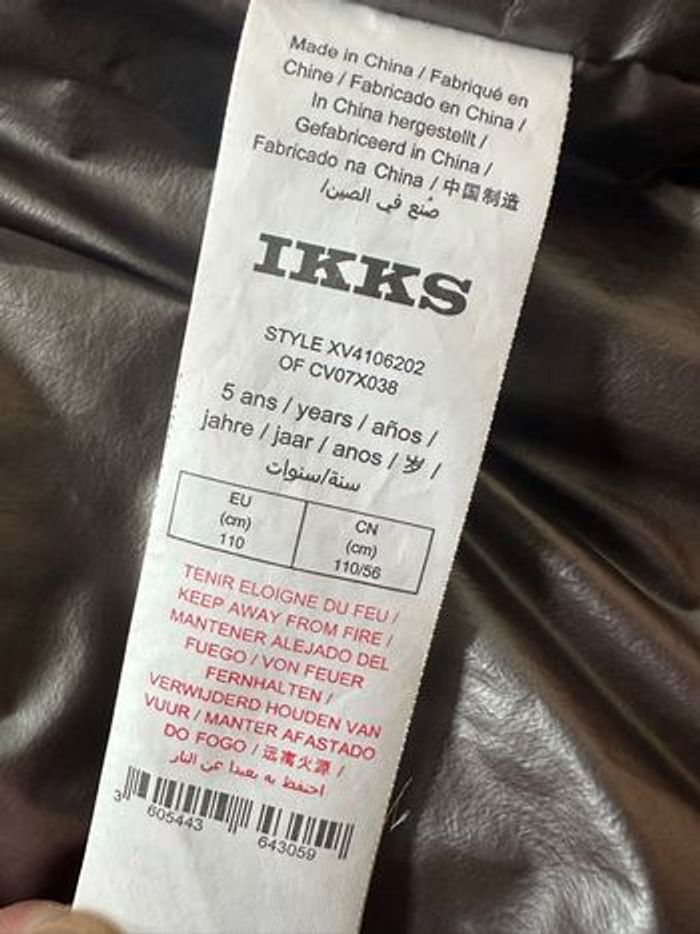 Made in China / Fabriqué en
Chine / Fabricado en China /
In China hergestellt /
Gefabriceerd in China /
Fabricado na China / 中国制造
صُنع في الصين/
IKKS
STYLE XV4106202
OF CV07X038
5 ans / years / años /
jahre / jaar / anos / 岁 /
سنة/سنوات
EU
(cm)
110
CN
(cm)
110/56
TENIR ELOIGNE DU FEU /
KEEP AWAY FROM FIRE /
MANTENER ALEJADO DEL
FUEGO / VON FEUER
FERNHALTEN /
VERWIJDERD HOUDEN VAN
VUUR / MANTER AFASTADO
DO FOGO / 远离火源 /
احتفظ به بعيدا عن النار
3 605443 643059